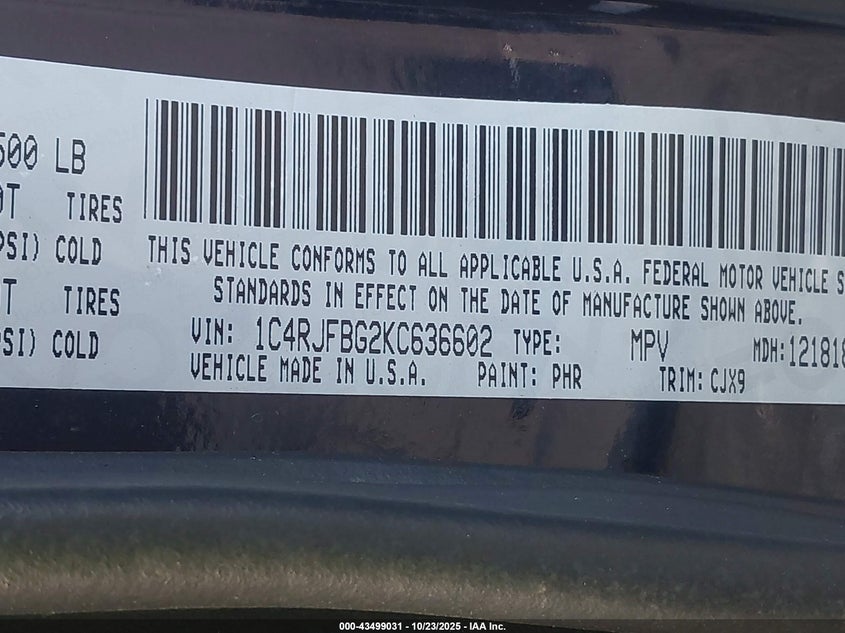 500 LB
TIRES
PSI) COLD
THIS VEHICLE CONFORMS TO ALL APPLICABLE U.S.A. FEDERAL MOTOR VEHICLE S
STANDARDS IN EFFECT ON THE DATE OF MANUFACTURE SHOWN ABOVE.
T TIRES
PSI) COLD
VIN: 1C4RJFBG2KC636602 TYPE: MPV MDH:121818
VEHICLE MADE IN U.S.A. PAINT: PHR TRIM: CJX9
000-43499031 - 10/23/2025 - IAA Inc.